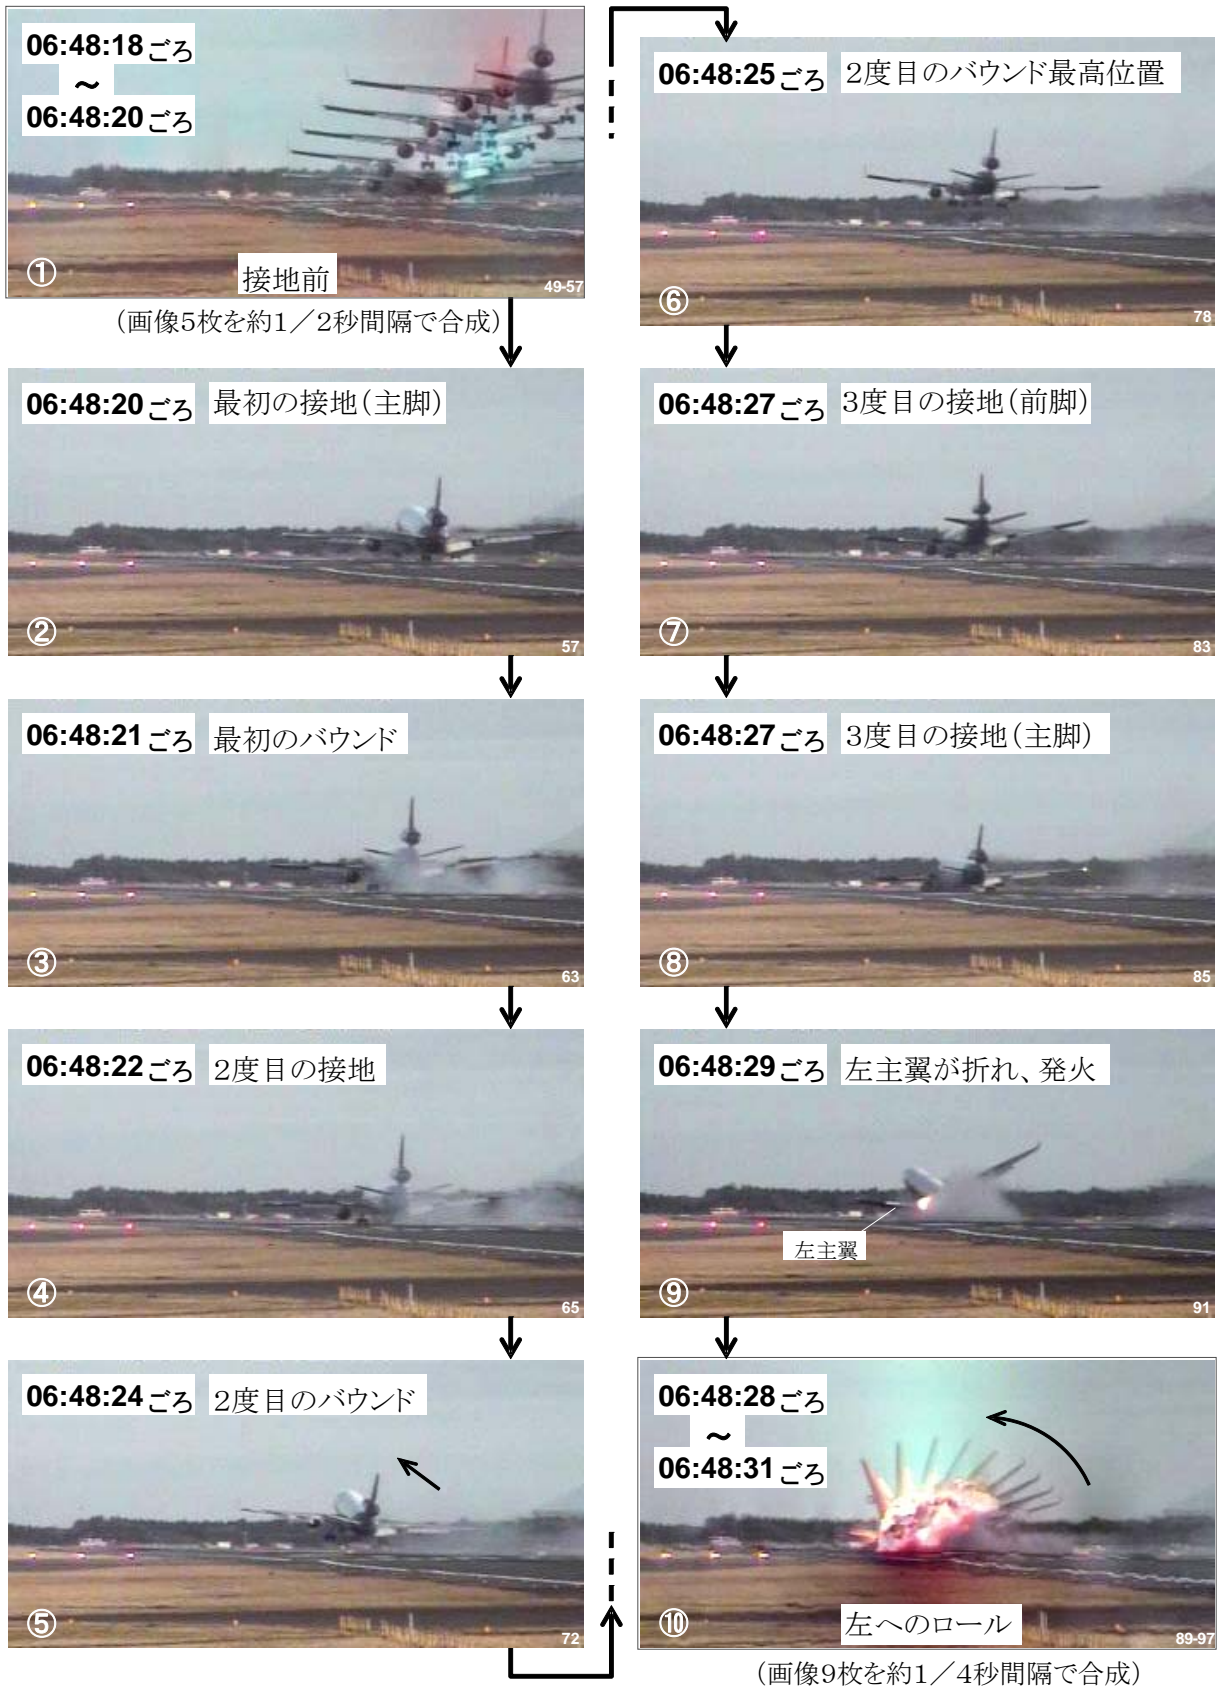 06:48:18ごろ
～
06:48:20ごろ
①
接地前
49-57
（画像5枚を約1／2秒間隔で合成）
06:48:20ごろ
最初の接地（主脚）
②
57
06:48:21ごろ
最初のバウンド
③
63
06:48:22ごろ
2度目の接地
④
65
06:48:24ごろ
2度目のバウンド
⑤
72
06:48:25ごろ
2度目のバウンド最高位置
⑥
78
06:48:27ごろ
3度目の接地（前脚）
⑦
83
06:48:27ごろ
3度目の接地（主脚）
⑧
85
06:48:29ごろ
左主翼が折れ、発火
左主翼
⑨
91
06:48:28ごろ
～
06:48:31ごろ
⑩
左へのロール
89-97
（画像9枚を約1／4秒間隔で合成）